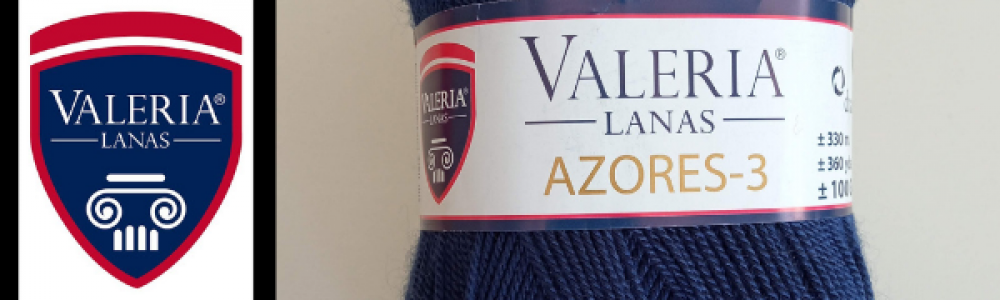 VALERIA®
LANAS
VALERIA®
LANAS
VALERIA®
LANAS
AZORES-3
± 330 m
± 360
± 100